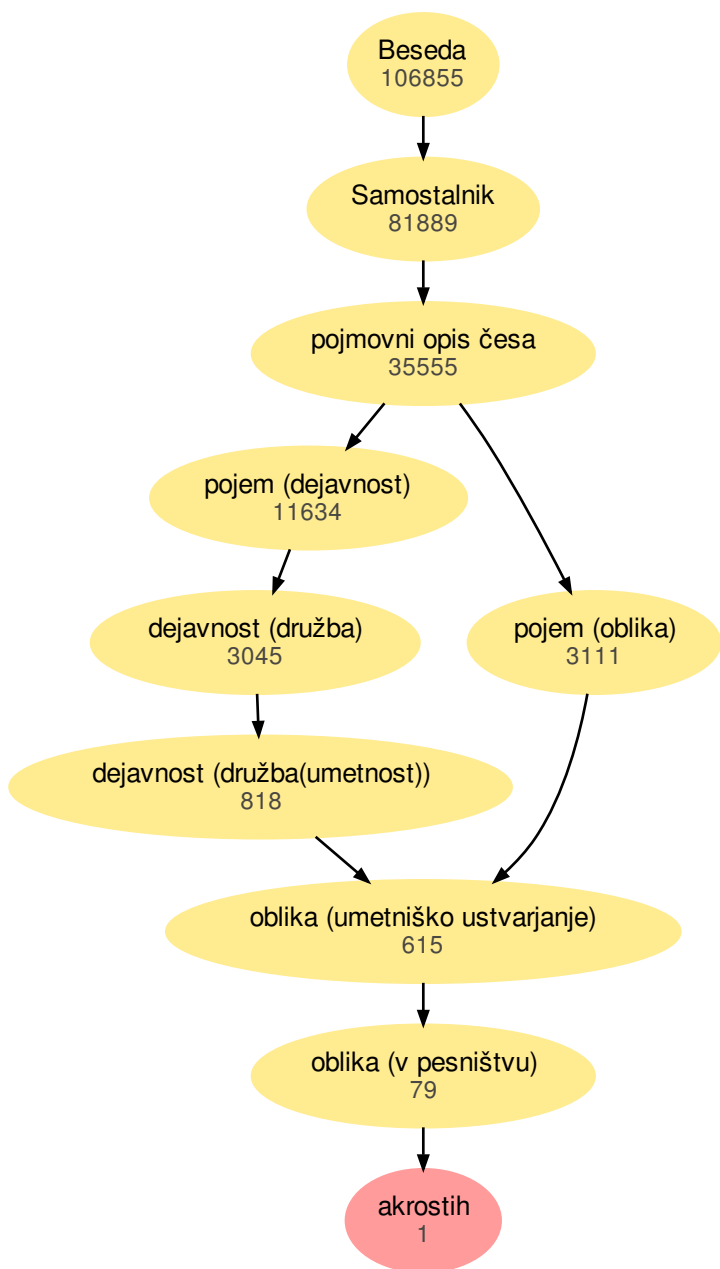 Beseda
106855
Samostalnik
81889
pojmovni opis česa
35555
pojem (dejavnost)
11634
dejavnost (družba)
3045
pojem (oblika)
3111
dejavnost (družba(umetnost))
818
oblika (umetniško ustvarjanje)
615
oblika (v pesništvu)
79
akrostih
1